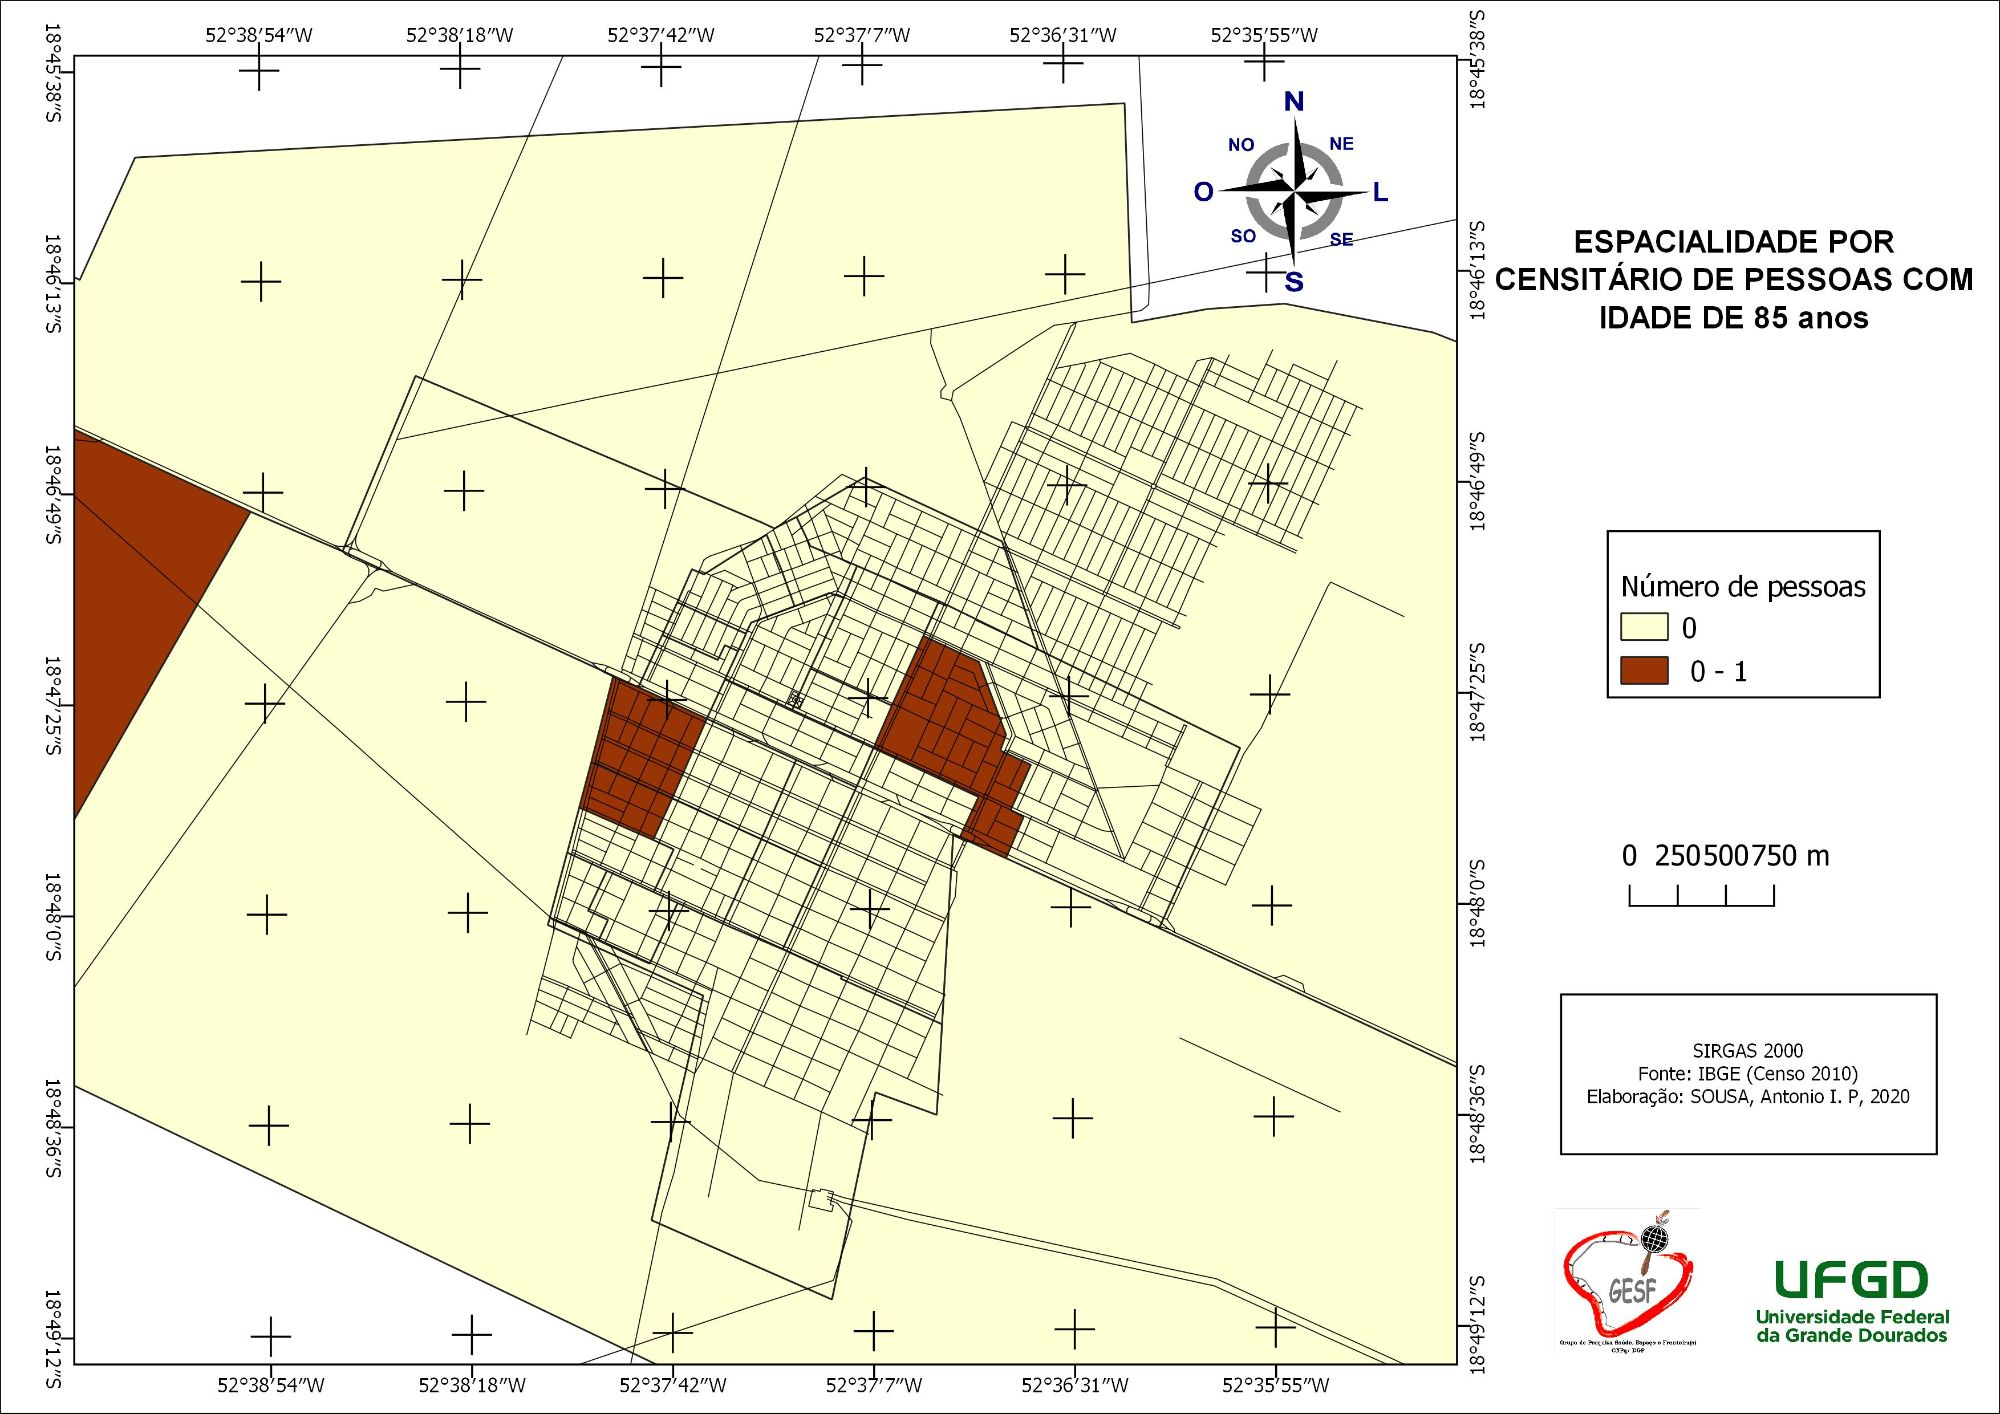 52°38′54″W 52°38′18″W 52°37′42″W 52°37′7″W 52°36′31″W 52°35′55″W
18°45′38″S
18°46′13″S
18°46′49″S
18°47′25″S
18°48′0″S
18°48′36″S
18°49′12″S
N
NO NE
O L
SO SE
S
18°45′38″S
18°46′13″S
18°46′49″S
18°47′25″S
18°48′0″S
18°48′36″S
18°49′12″S
52°38′54″W 52°38′18″W 52°37′42″W 52°37′7″W 52°36′31″W 52°35′55″W
ESPACIALIDADE POR
CENSITÁRIO DE PESSOAS COM
IDADE DE 85 anos
Número de pessoas
0
0 - 1
0 250500750 m
SIRGAS 2000
Fonte: IBGE (Censo 2010)
Elaboração: SOUSA, Antonio I. P, 2020
GESF
Grupo de Pesquisa Saúde, Espaço e Fronteira(s)
UFGD
Universidade Federal
da Grande Dourados